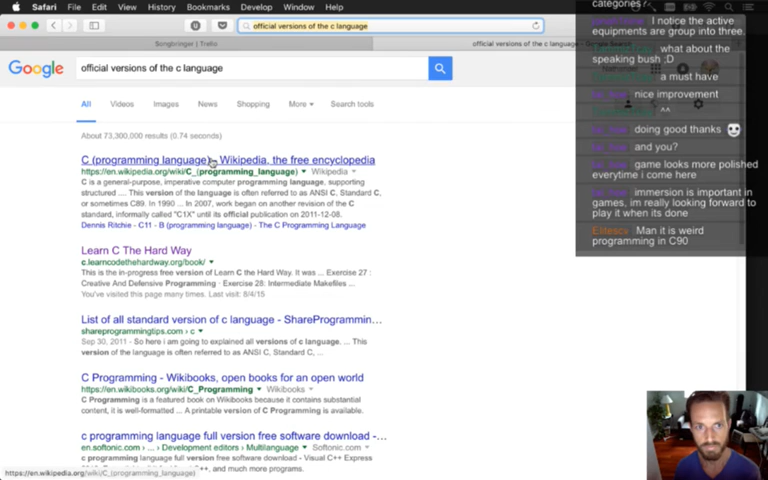 Safari File Edit View History Bookmarks Develop Window Help
official versions of the c language
Songbringer | Trello
official versions of the c language - Google Search
Google
official versions of the c language
All Videos Images News Shopping More Search tools
About 73,300,000 results (0.74 seconds)
C (programming language) - Wikipedia, the free encyclopedia
https://en.wikipedia.org/wiki/C_(programming_language) Wikipedia
C is a general-purpose, imperative computer programming language, supporting
structured ... This version of the language is often referred to as ANSI C, Standard C,
or sometimes C89. In 1990 ... In 2007, work began on another revision of the C
standard, informally called "C1X" until its official publication on 2011-12-08.
Dennis Ritchie - C11 - B (programming language) - The C Programming Language
Learn C The Hard Way
c.learncodethehardway.org/book/
This is the in-progress free version of Learn C the Hard Way. It was ... Exercise 27 :
Creative And Defensive Programming · Exercise 28: Intermediate Makefiles ...
You've visited this page many times. Last visit: 8/4/15
List of all standard version of c language - ShareProgrammin...
shareprogrammingtips.com › c
Sep 30, 2011 - So here i am going to explained all versions of c language. ... This
version of the language is often referred to as ANSI C, Standard C, ...
C Programming - Wikibooks, open books for an open world
https://en.wikibooks.org/wiki/C_Programming Wikibooks
C Programming is a featured book on Wikibooks because it contains substantial
content, it is well-formatted ... A printable version of C Programming is available.
c programming language full version free software download -...
en.softonic.com › ... › Development editors › Multilanguage Softonic.com
c programming language full version free software download - Visual C++ Express
C++, and much more programs.
https://en.wikipedia.org/wiki/C_(programming_language)
categories?
I notice the active
equipments are group into three.
what about the
speaking bush ;D
a must have
nice improvement
^^
doing good thanks
and you?
game looks more polished
everytime i come here
immersion is important in
games, im really looking forward to
play it when its done
Elitescv Man it is weird
programming in C90